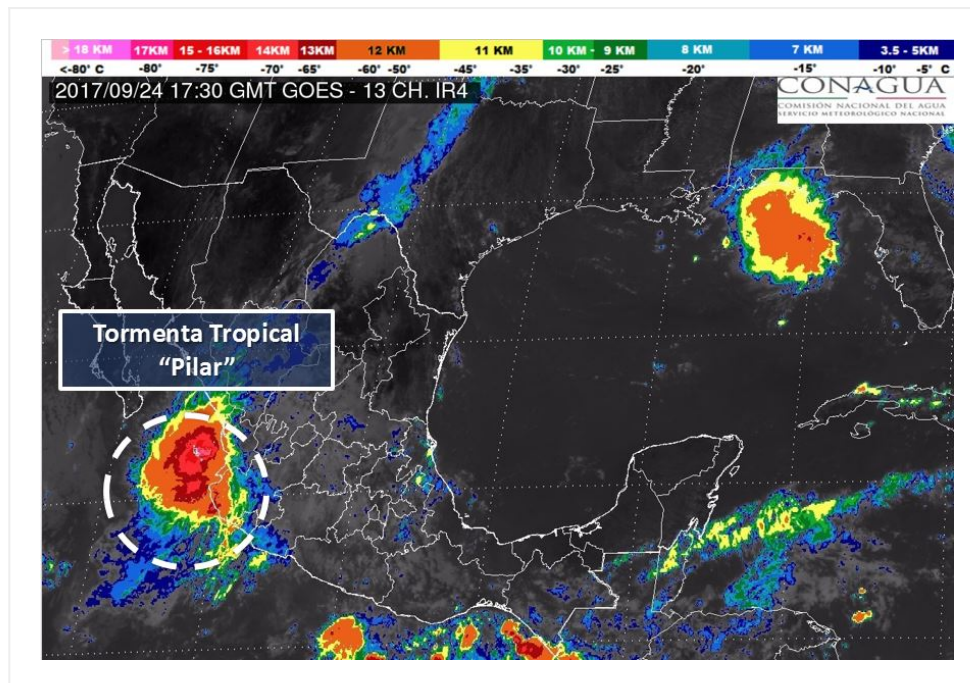 > 18 KM 17KM 15 - 16KM 14KM 13KM 12 KM 11 KM 10 KM - 9 KM 8 KM 7 KM 3.5 - 5KM
<-80° C -80° -75° -70° -65° -60° -50° -45° -35° -30° -25° -20° -15° -10° -5° C
2017/09/24 17:30 GMT GOES - 13 CH. IR4
CONAGUA
COMISIÓN NACIONAL DEL AGUA
SERVICIO METEOROLÓGICO NACIONAL
Tormenta Tropical
“Pilar”